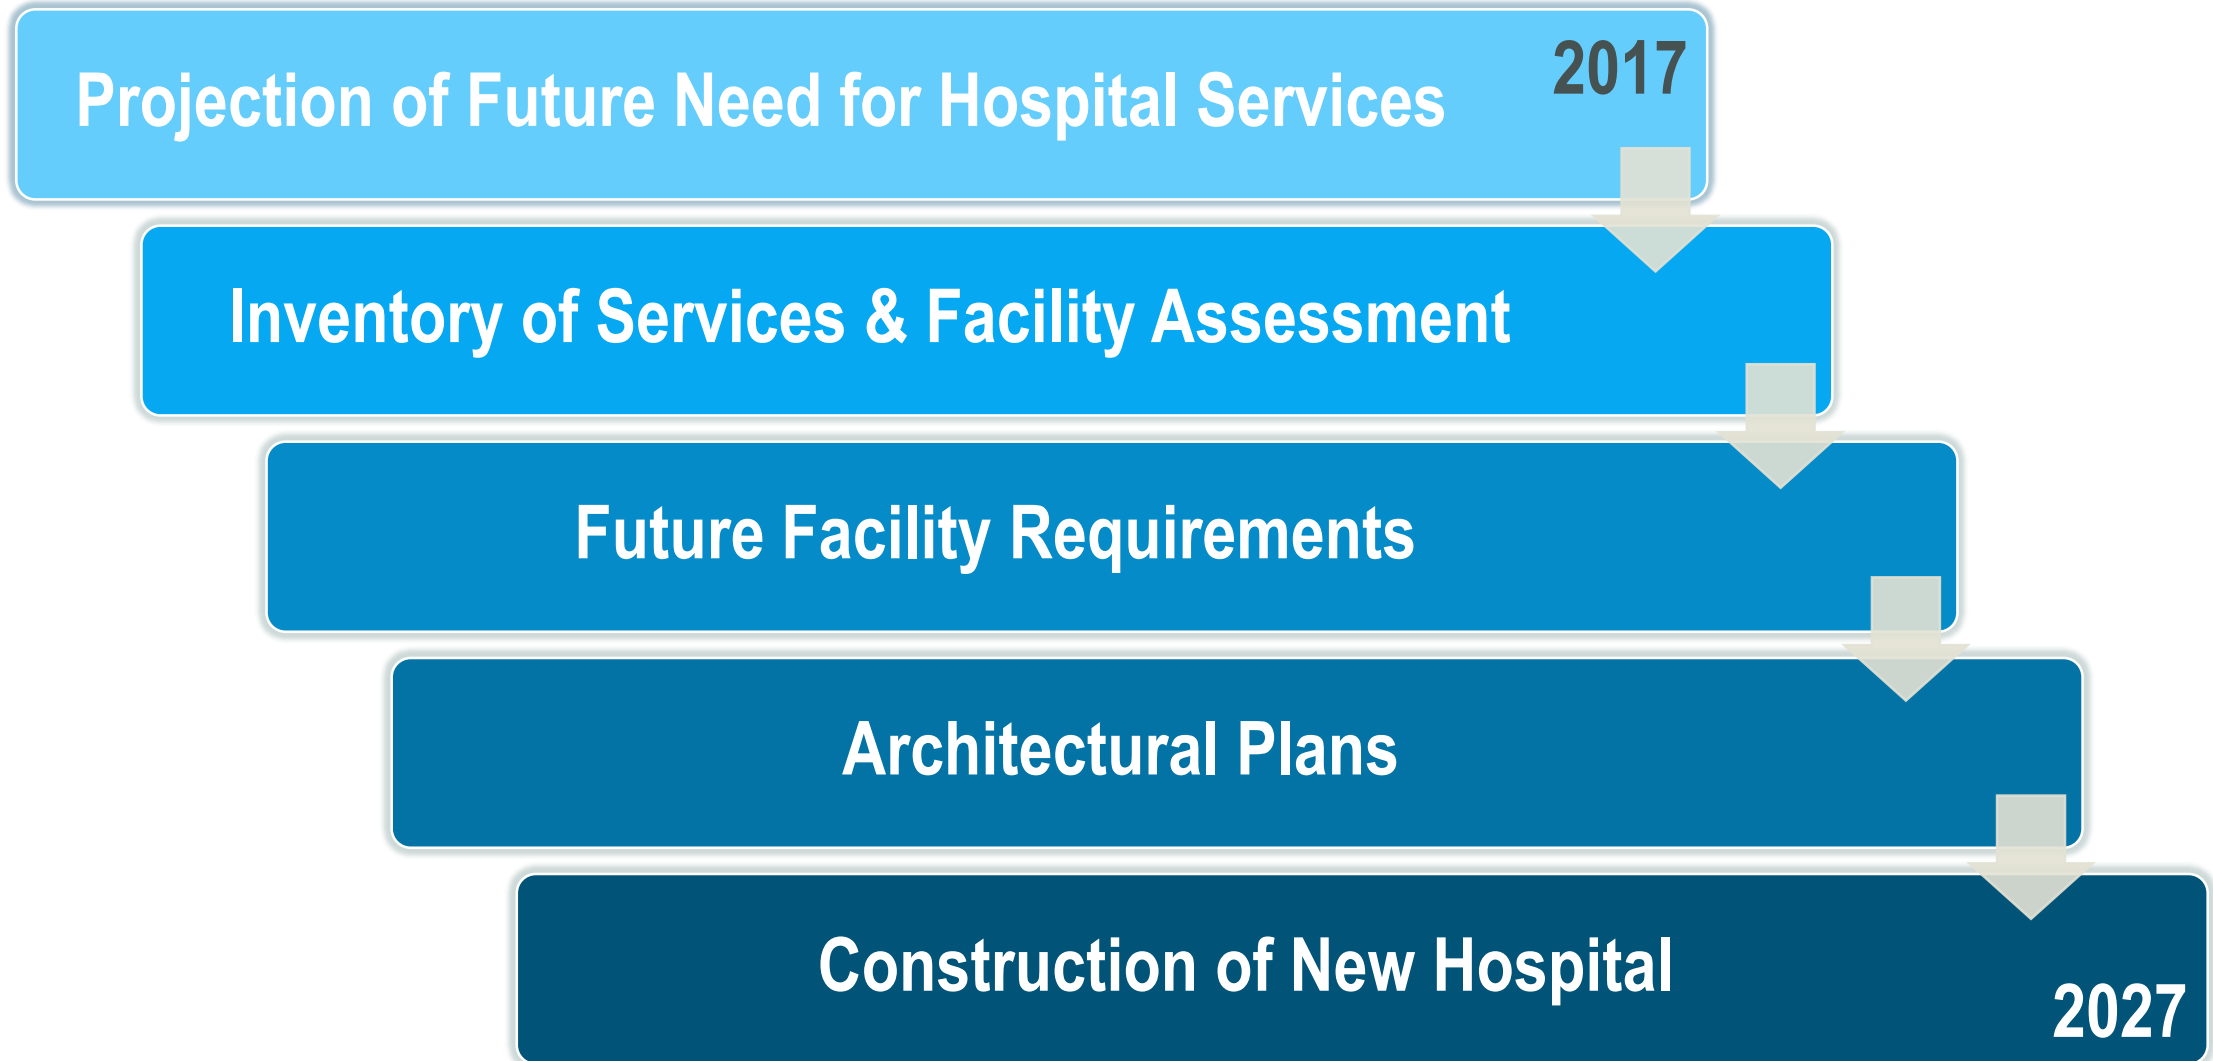 Projection of Future Need for Hospital Services
2017
Inventory of Services & Facility Assessment
Future Facility Requirements
Architectural Plans
Construction of New Hospital
2027